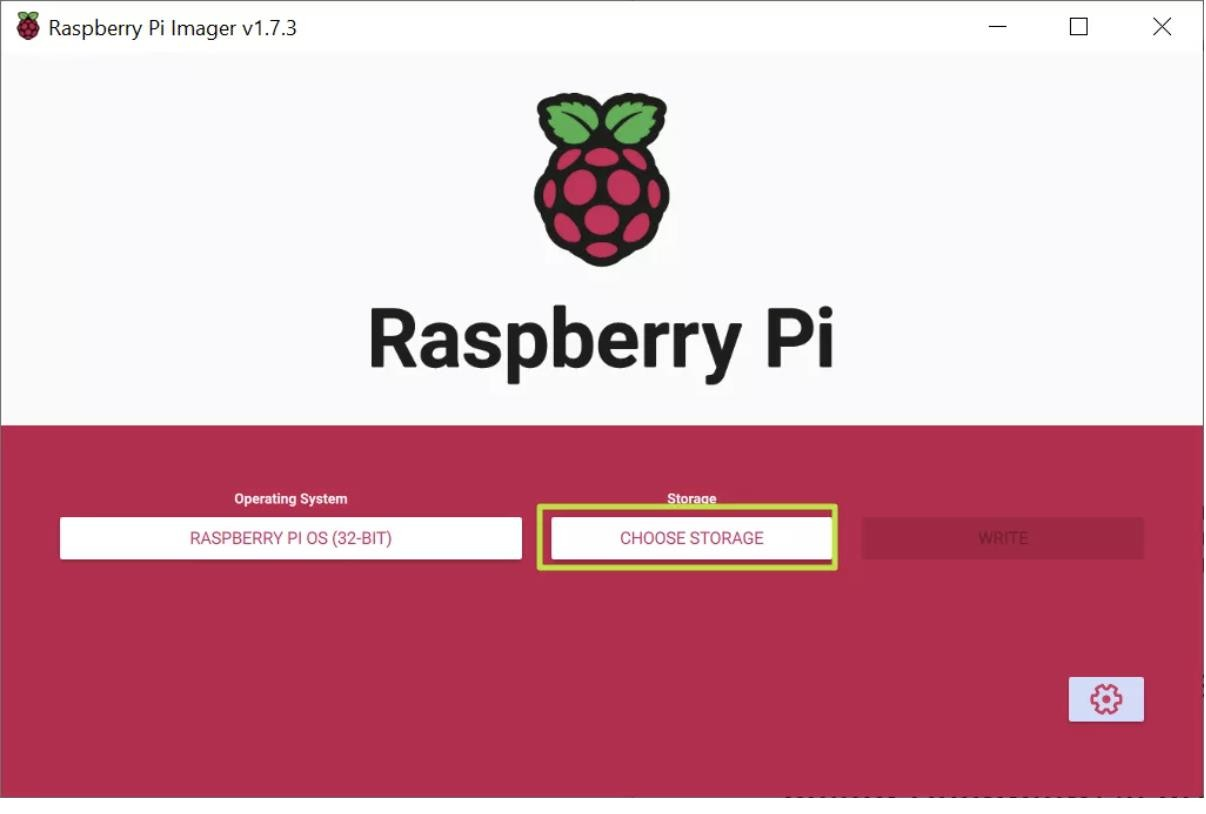 Raspberry Pi Imager v1.7.3
Raspberry Pi
Operating System
Storage
RASPBERRY PI OS (32-BIT)
CHOOSE STORAGE
WRITE